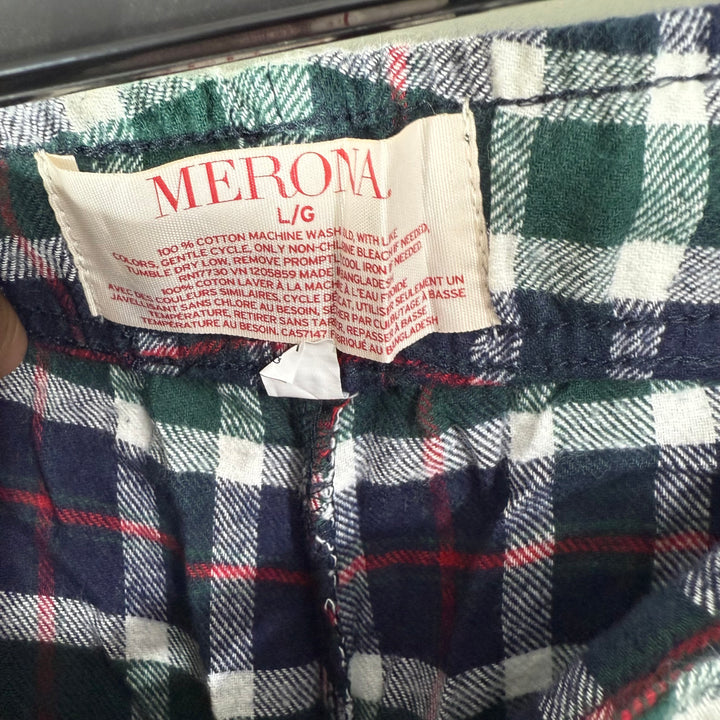 MERONA
L/G
100 % COTTON MACHINE WASH COLD, WITH LIKE
COLORS, GENTLE CYCLE, ONLY NON-CHLORINE BLEACH IF NEEDED,
TUMBLE DRY LOW, REMOVE PROMPTLY, COOL IRON IF NEEDED.
RN17730 VN 1205859 MADE IN BANGLADESH
100% COTON LAVER À LA MACHINE À L'EAU FROIDE
AVEC DES COULEURS SIMILAIRES, CYCLE DÉLICAT, UTILISER SEULEMENT UN
JAVELLISANT SANS CHLORE AU BESOIN, SÉCHER PAR CULBUTAGE À BASSE
TEMPÉRATURE, RETIRER SANS TARDER, REPASSER À BASSE
TEMPÉRATURE AU BESOIN. CA57147 FABRIQUÉ AU BANGLADESH